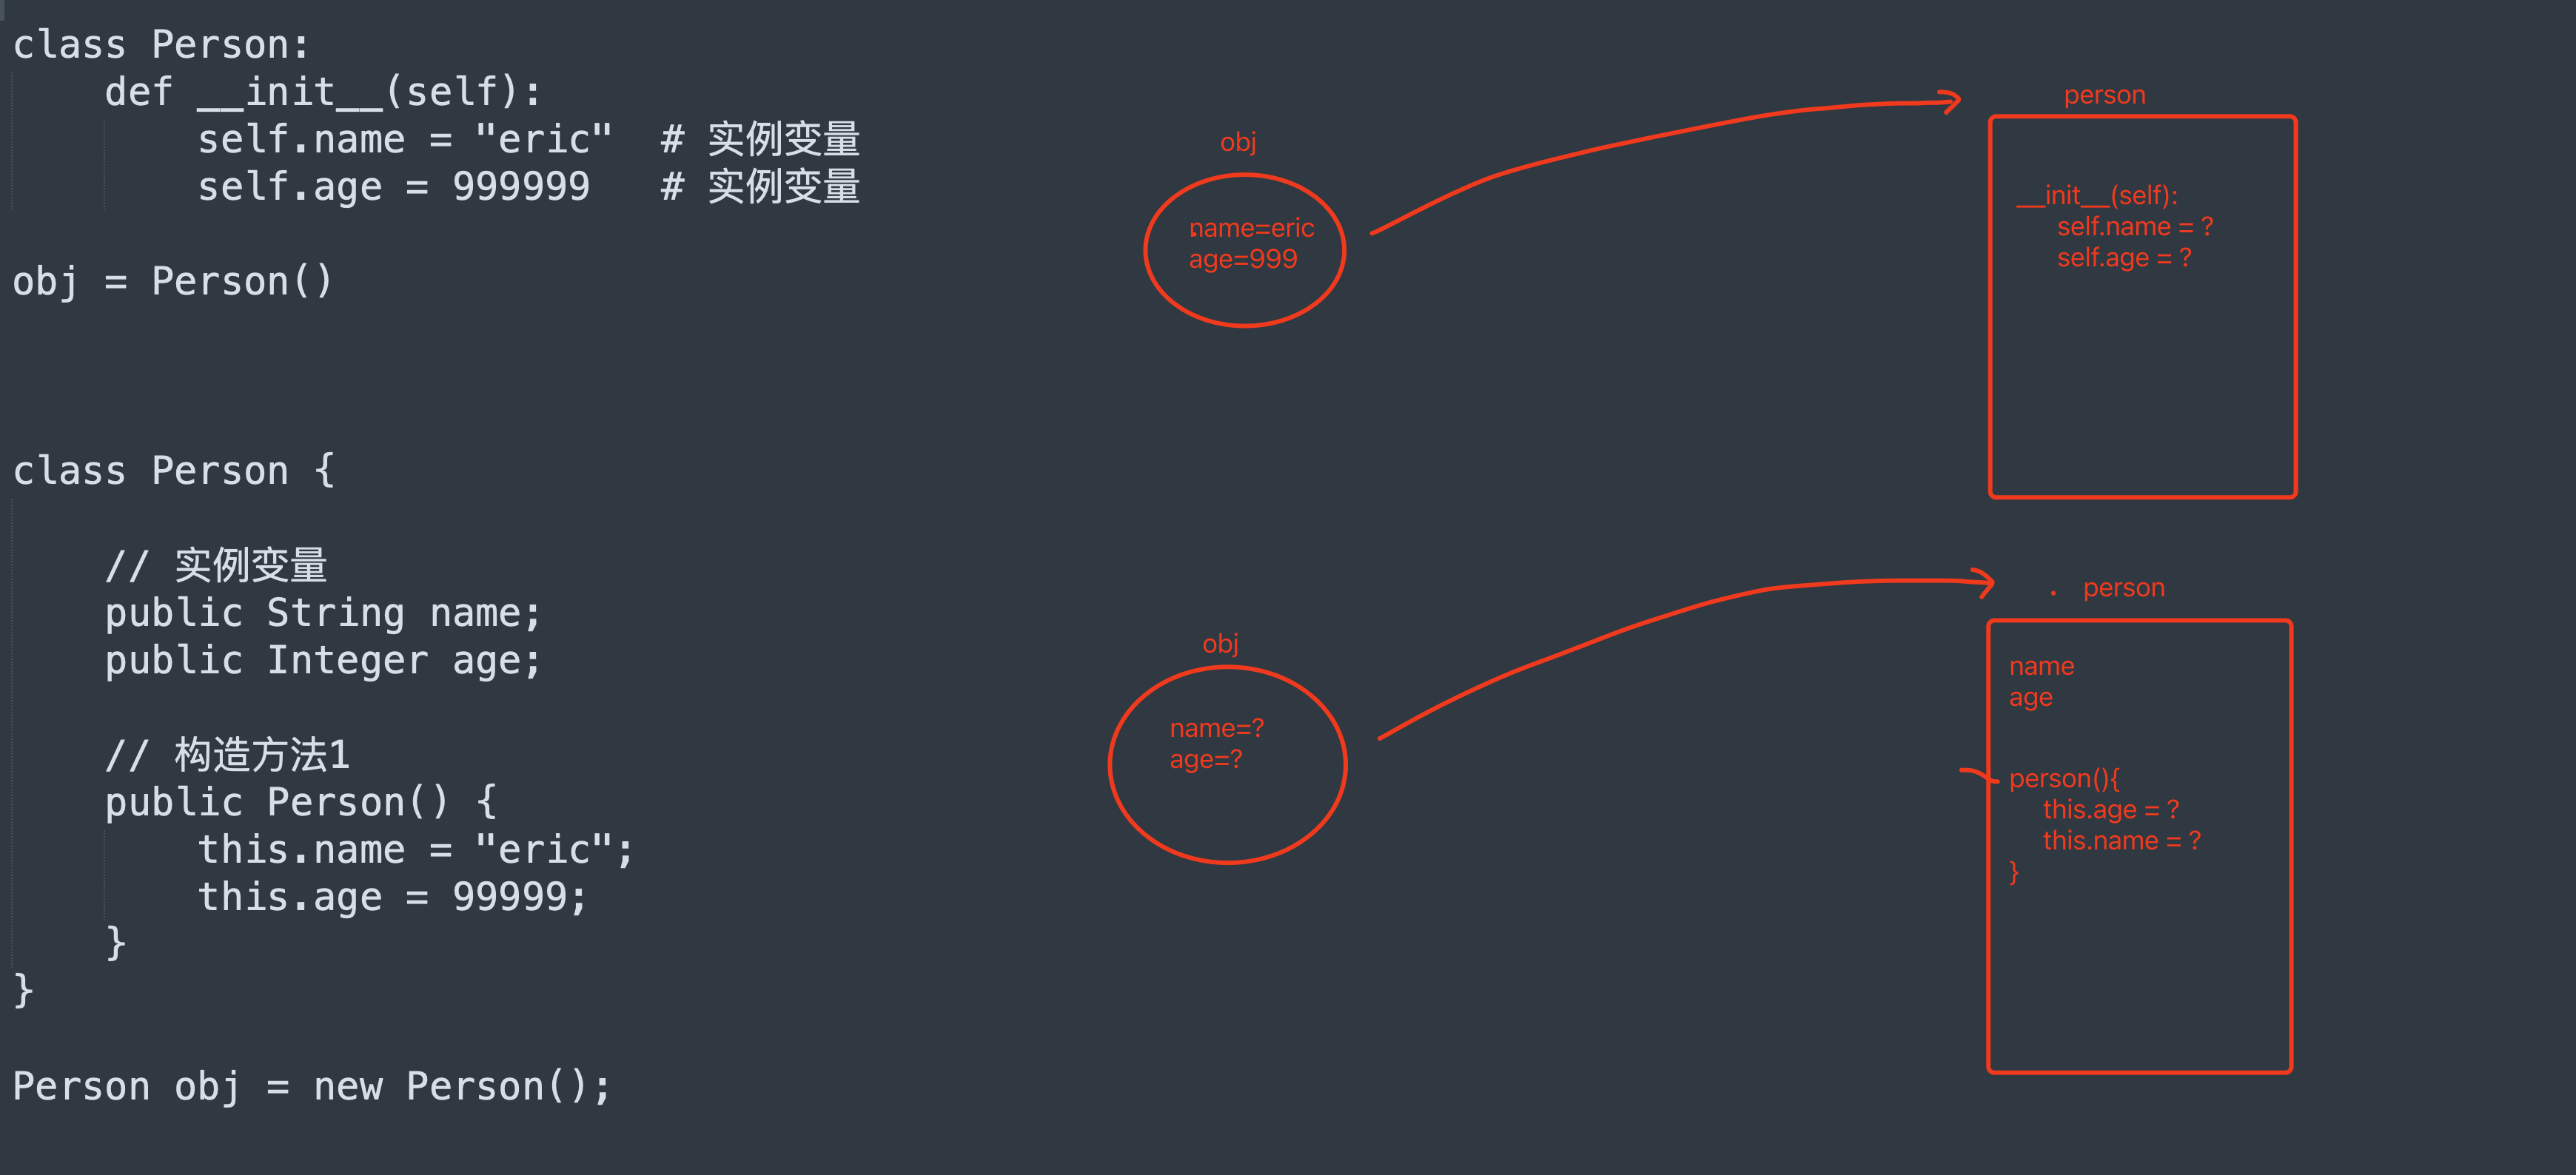 class Person:
    def __init__(self):
        self.name = "eric"  # 实例变量
        self.age = 999999   # 实例变量

obj = Person()

class Person {

    // 实例变量
    public String name;
    public Integer age;

    // 构造方法1
    public Person() {
        this.name = "eric";
        this.age = 99999;
    }
}

Person obj = new Person();

obj
name=eric
age=999

person
__init__(self):
    self.name = ?
    self.age = ?

obj
name=?
age=?

person
name
age
person(){
    this.age = ?
    this.name = ?
}